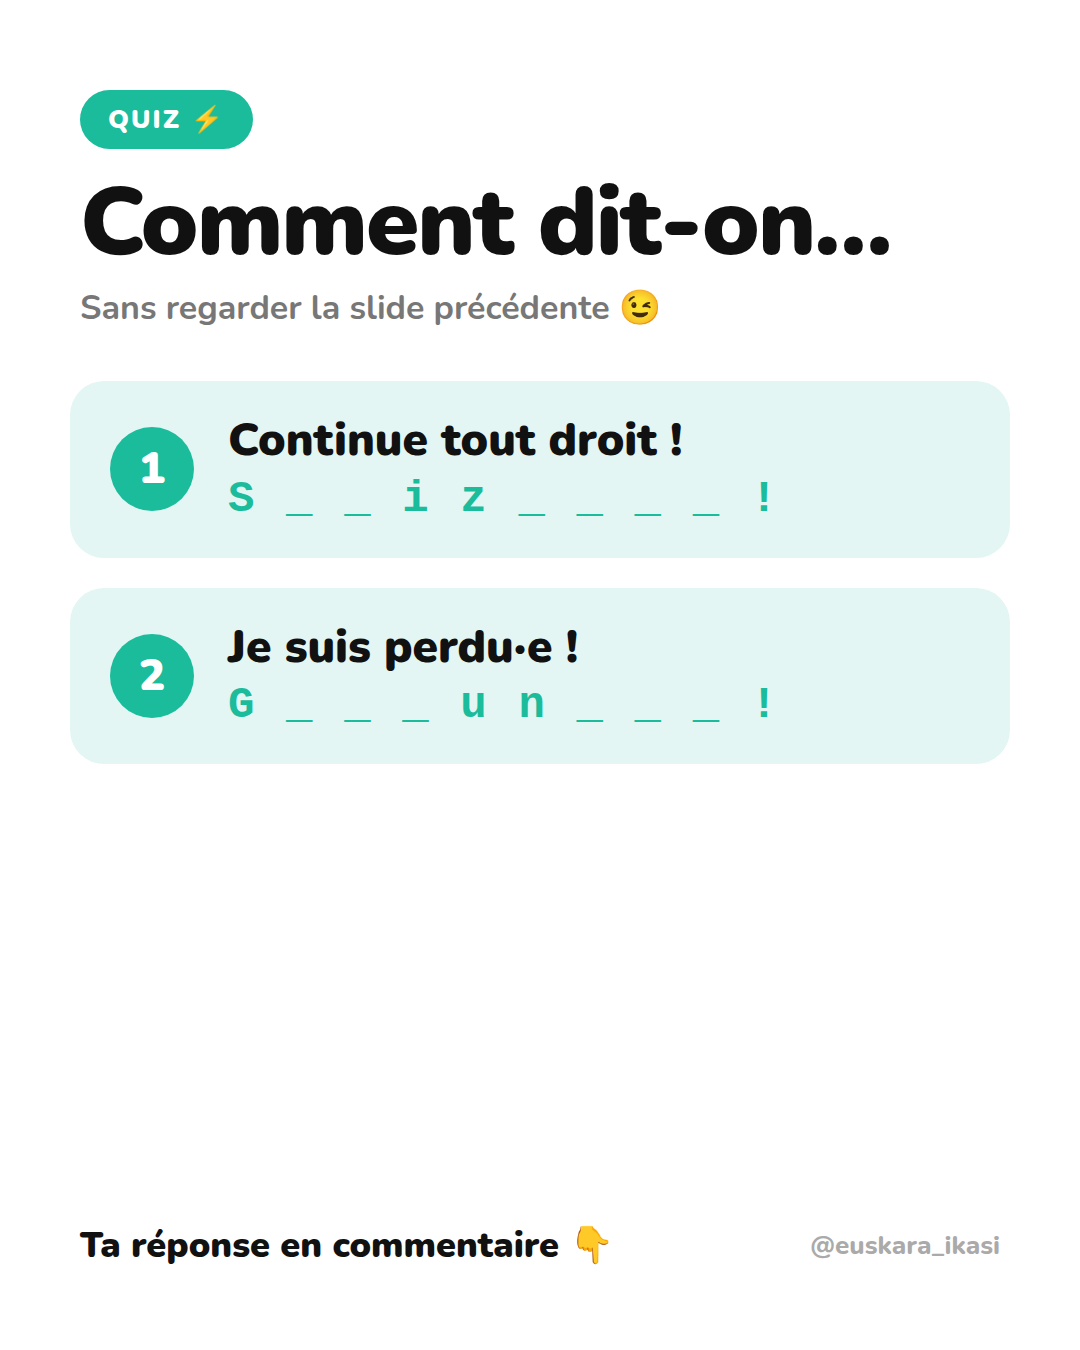 QUIZ ⚡
Comment dit-on...
Sans regarder la slide précédente 😉
1
Continue tout droit !
S _ _ i z _ _ _ _ !
2
Je suis perdu·e !
G _ _ _ u n _ _ _ !
Ta réponse en commentaire 👇
@euskara_ikasi